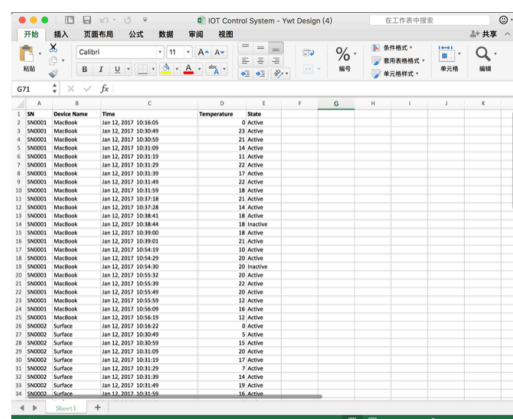 IOT Control System - Ywt Design (4)
在工作表中搜索
开始 插入 页面布局 公式 数据 审阅 视图
共享
粘贴
Calibri 11
B I U
%
编号
条件格式
套用表格格式
单元格样式
单元格
编辑
G71
fx
A B C D E F G H I J K
1 SN Device Name Time Temperature State
2 SN0001 MacBook Jan 12, 2017 10:16:05 0 Active
3 SN0001 MacBook Jan 12, 2017 10:30:49 23 Active
4 SN0001 MacBook Jan 12, 2017 10:30:59 21 Active
5 SN0001 MacBook Jan 12, 2017 10:31:09 14 Active
6 SN0001 MacBook Jan 12, 2017 10:31:19 11 Active
7 SN0001 MacBook Jan 12, 2017 10:31:29 22 Active
8 SN0001 MacBook Jan 12, 2017 10:31:39 17 Active
9 SN0001 MacBook Jan 12, 2017 10:31:49 22 Active
10 SN0001 MacBook Jan 12, 2017 10:31:59 18 Active
11 SN0001 MacBook Jan 12, 2017 10:37:18 21 Active
12 SN0001 MacBook Jan 12, 2017 10:37:28 14 Active
13 SN0001 MacBook Jan 12, 2017 10:38:41 18 Active
14 SN0001 MacBook Jan 12, 2017 10:38:44 18 Inactive
15 SN0001 MacBook Jan 12, 2017 10:39:00 18 Active
16 SN0001 MacBook Jan 12, 2017 10:39:01 21 Active
17 SN0001 MacBook Jan 12, 2017 10:54:19 10 Active
18 SN0001 MacBook Jan 12, 2017 10:54:29 20 Active
19 SN0001 MacBook Jan 12, 2017 10:54:30 20 Inactive
20 SN0001 MacBook Jan 12, 2017 10:55:32 20 Active
21 SN0001 MacBook Jan 12, 2017 10:55:39 22 Active
22 SN0001 MacBook Jan 12, 2017 10:55:49 20 Active
23 SN0001 MacBook Jan 12, 2017 10:55:59 12 Active
24 SN0001 MacBook Jan 12, 2017 10:56:09 16 Active
25 SN0001 MacBook Jan 12, 2017 10:56:19 12 Active
26 SN0002 Surface Jan 12, 2017 10:16:22 0 Active
27 SN0002 Surface Jan 12, 2017 10:30:49 5 Active
28 SN0002 Surface Jan 12, 2017 10:30:59 15 Active
29 SN0002 Surface Jan 12, 2017 10:31:09 20 Active
30 SN0002 Surface Jan 12, 2017 10:31:19 17 Active
31 SN0002 Surface Jan 12, 2017 10:31:29 7 Active
32 SN0002 Surface Jan 12, 2017 10:31:39 14 Active
33 SN0002 Surface Jan 12, 2017 10:31:49 19 Active
34 SN0002 Surface Jan 12, 2017 10:31:59 16 Active
Sheet1